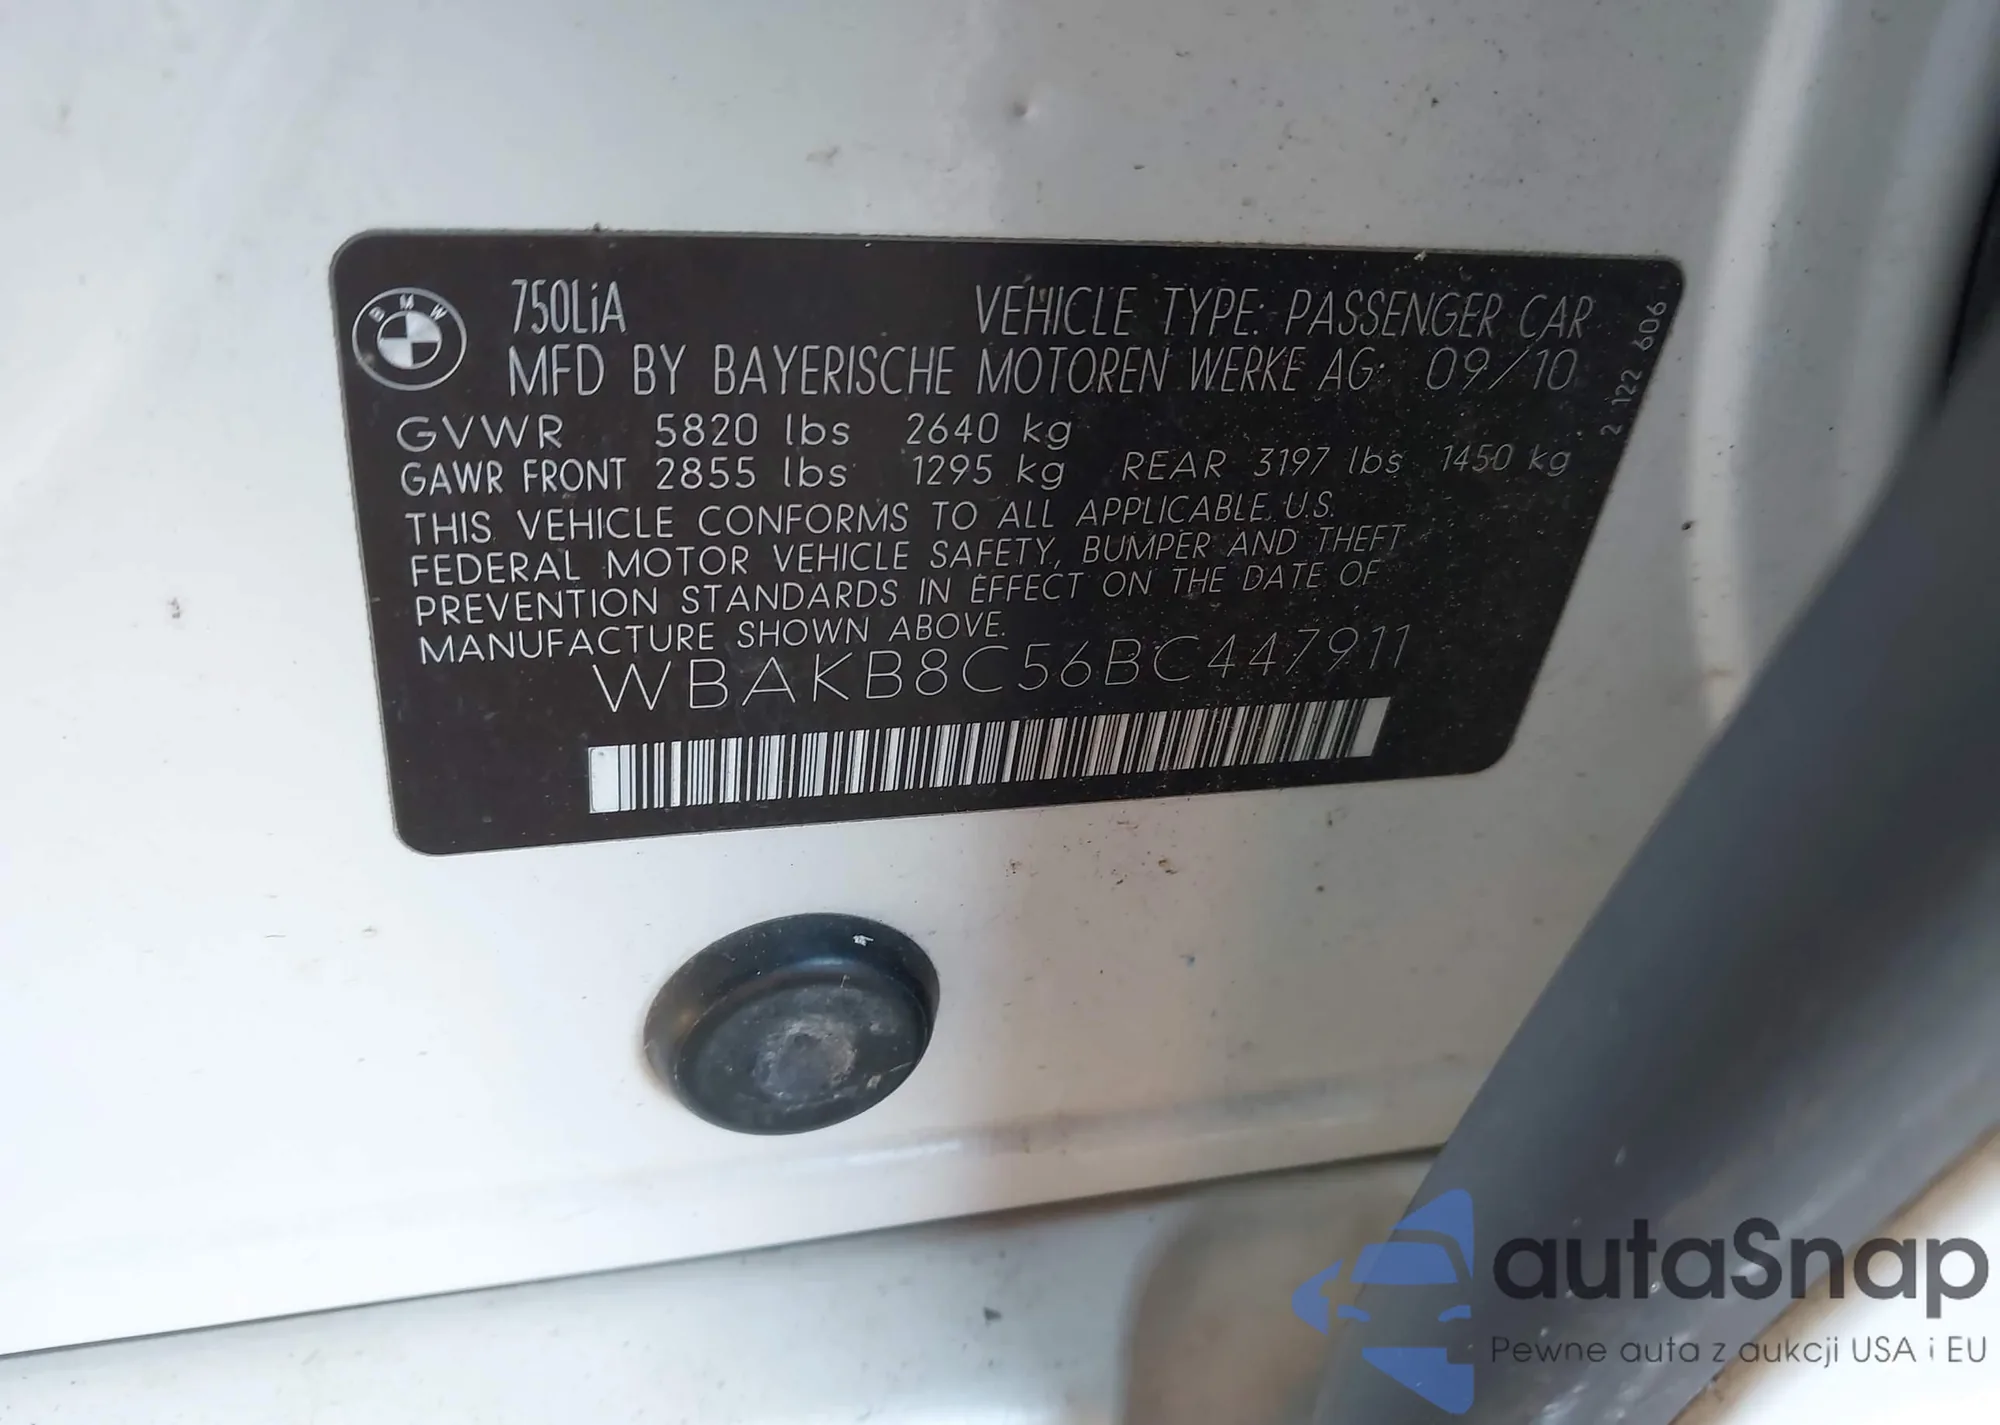 BMW
750LiA VEHICLE TYPE: PASSENGER CAR
MFD BY BAYERISCHE MOTOREN WERKE AG: 09/10
GVWR 5820 lbs 2640 kg
GAWR FRONT 2855 lbs 1295 kg REAR 3197 lbs 1450 kg
THIS VEHICLE CONFORMS TO ALL APPLICABLE U.S.
FEDERAL MOTOR VEHICLE SAFETY, BUMPER AND THEFT
PREVENTION STANDARDS IN EFFECT ON THE DATE OF
MANUFACTURE SHOWN ABOVE.
WBAKB8C56BC447911
2 122 606
autaSnap
Pewne auta z aukcji USA i EU